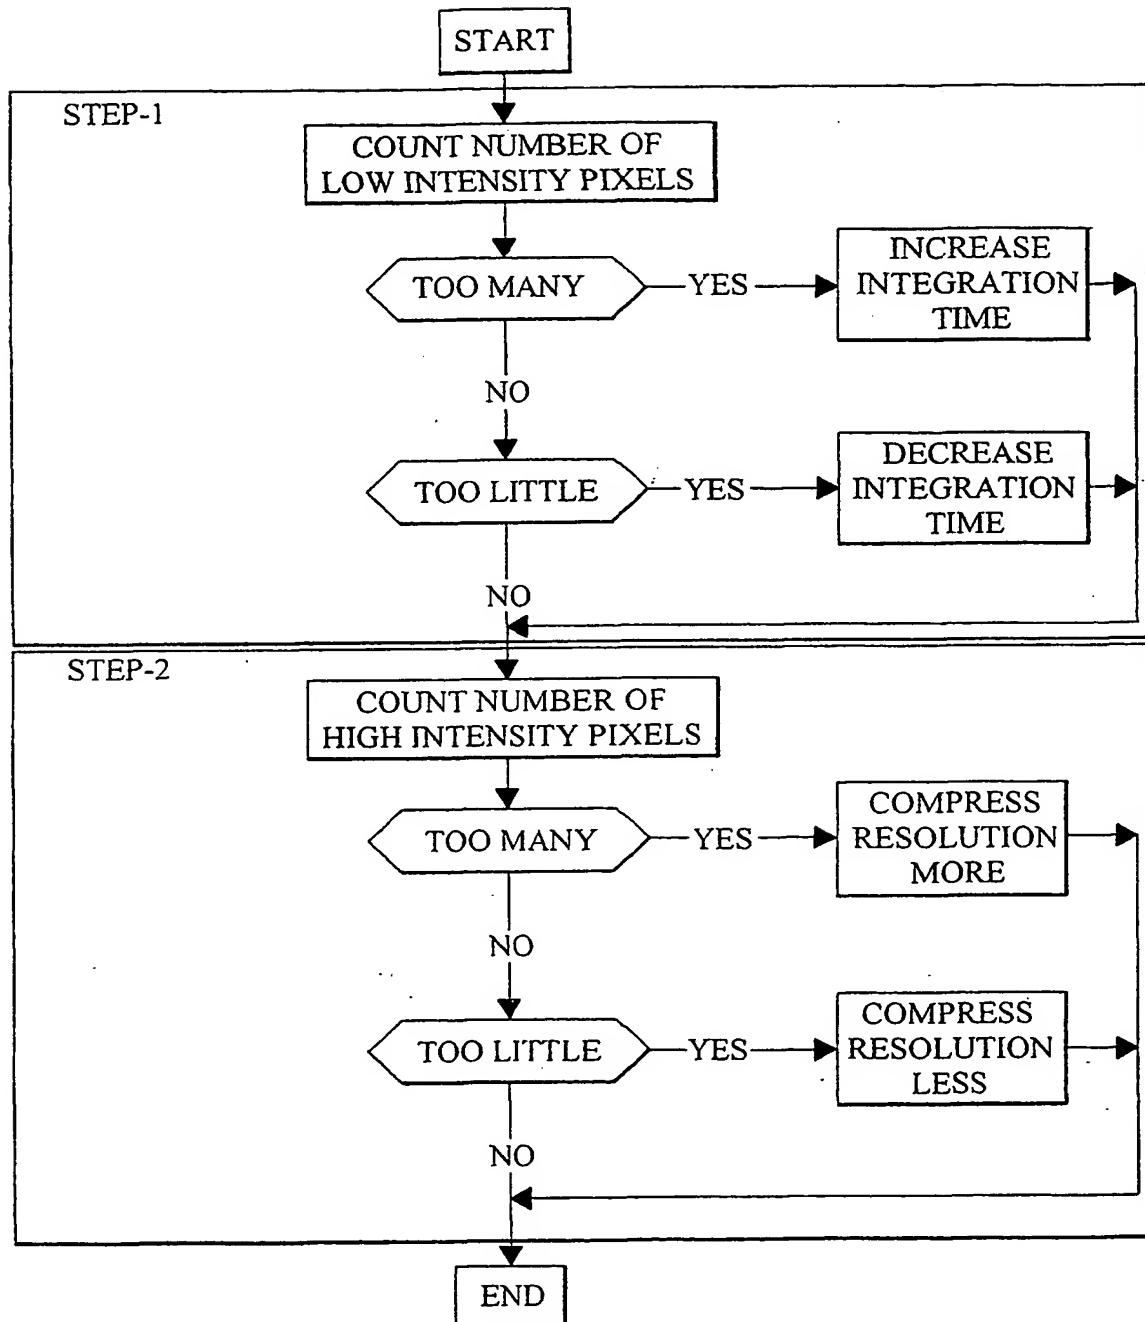 START
STEP-1
COUNT NUMBER OF
LOW INTENSITY PIXELS
TOO MANY
YES
INCREASE
INTEGRATION
TIME
NO
TOO LITTLE
YES
DECREASE
INTEGRATION
TIME
NO
STEP-2
COUNT NUMBER OF
HIGH INTENSITY PIXELS
TOO MANY
YES
COMPRESS
RESOLUTION
MORE
NO
TOO LITTLE
YES
COMPRESS
RESOLUTION
LESS
NO
END